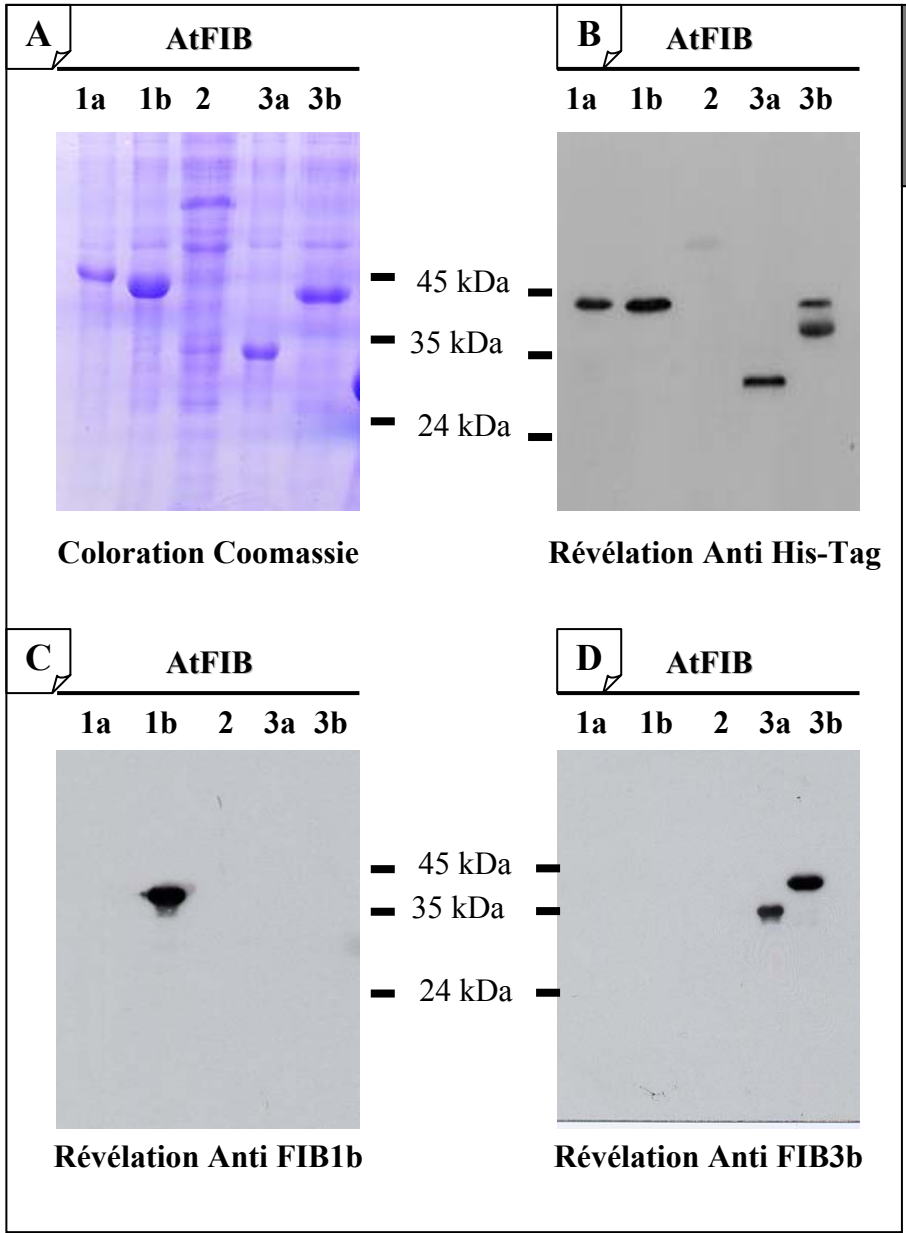 A
AtFIB
1a 1b 2 3a 3b
Coloration Coomassie
B
AtFIB
1a 1b 2 3a 3b
45 kDa
35 kDa
24 kDa
Révélation Anti His-Tag
C
AtFIB
1a 1b 2 3a 3b
Révélation Anti FIB1b
D
AtFIB
1a 1b 2 3a 3b
45 kDa
35 kDa
24 kDa
Révélation Anti FIB3b